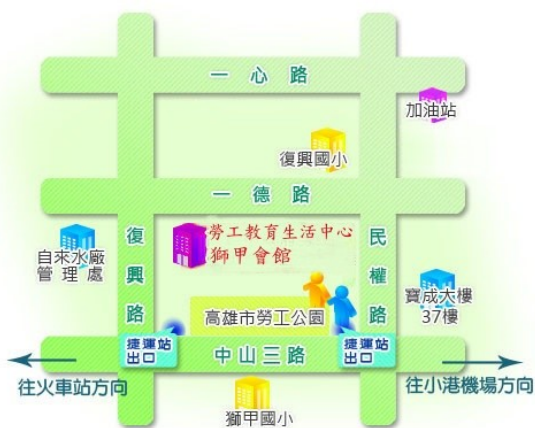 一心路
加油站
復興國小
一德路
復興路
勞工教育生活中心
獅甲會館
民權路
自來水廠
管理處
寶成大樓
37樓
高雄市勞工公園
捷運站
出口
中山三路
捷運站
出口
往火車站方向
往小港機場方向
獅甲國小